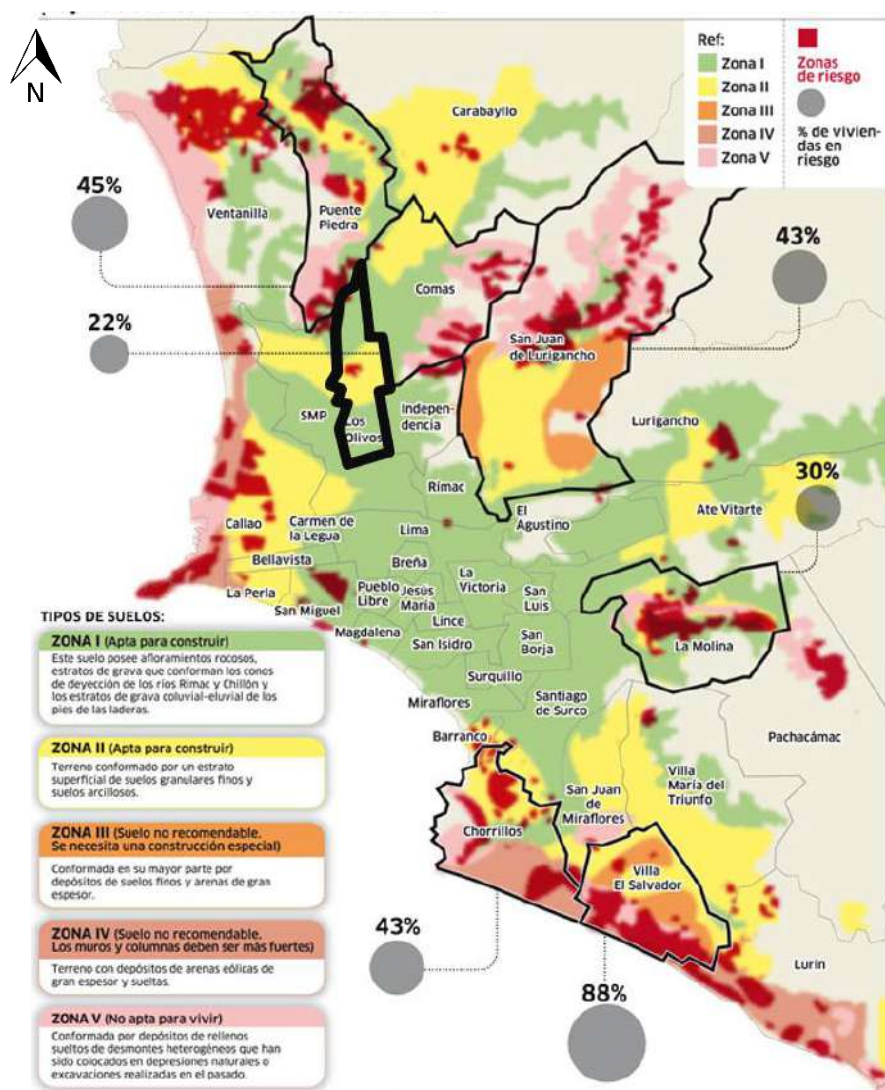 N
Ref:
Zona I
Zona II
Zona III
Zona IV
Zona V
Zonas
de riesgo
% de vivien-
das en
riesgo
Carabayllo
45%
Ventanilla
Puente
Piedra
43%
22%
Comas
San Juan
de Lurigancho
SMP
Los
Olivos
Indepen-
dencia
Lurigancho
30%
Rímac
El
Agustino
Ate Vitarte
Callao
Carmen de
la Legua
Lima
Bellavista
Breña
La Perla
San Miguel
Pueblo
Libre
Jesús
María
La
Victoria
San
Luis
Lince
Magdalena
San Isidro
San
Borja
La Molina
Surquillo
Miraflores
Santiago
de Surco
Barranco
Pachacámac
San Juan
de
Miraflores
Villa
María del
Triunfo
Chorrillos
Villa
El Salvador
43%
88%
Lurín
TIPOS DE SUELOS:
ZONA I (Apta para construir)
Este suelo posee afloramientos rocosos,
estratos de grava que conforman los conos
de deyección de los ríos Rimac y Chillón y
los estratos de grava coluvial-eluvial de los
pies de las laderas.
ZONA II (Apta para construir)
Terreno conformado por un estrato
superficial de suelos granulares finos y
suelos arcillosos.
ZONA III (Suelo no recomendable.
Se necesita una construcción especial)
Conformada en su mayor parte por
depósitos de suelos finos y arenas de gran
espesor.
ZONA IV (Suelo no recomendable.
Los muros y columnas deben ser más fuertes)
Terreno con depósitos de arenas eólicas de
gran espesor y sueltas.
ZONA V (No apta para vivir)
Conformada por depósitos de rellenos
sueltos de desmontes heterogéneos que han
sido colocados en depresiones naturales o
excavaciones realizadas en el pasado.